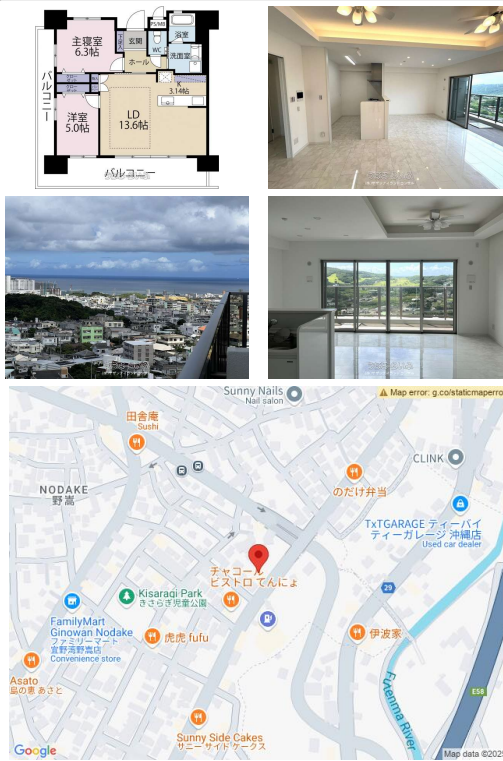 主寝室
6.3帖
玄関
PS/MB
浴室
洗面室
WC
ホール
バルコニー
洋室
5.0帖
LD
13.6帖
K
3.14帖
バルコニー
Sunny Nails
Nail salon
Map error: g.co/staticmaperro
田舎庵
Sushi
CLINK
NODAKE
野嵩
のだけ弁当
TxTGARAGE ティーバイ
ティーガレージ 沖縄店
Used car dealer
チャコール
ビストロ てんにょ
Kisaragi Park
きさらぎ児童公園
29
FamilyMart
Ginowan Nodake
ファミリーマート
宜野湾野嵩店
Convenience store
虎虎 fufu
伊波家
Asato
島の恵 あさと
Futenma River
E58
Sunny Side Cakes
サニー サイド ケークス
Google
Map data ©2025